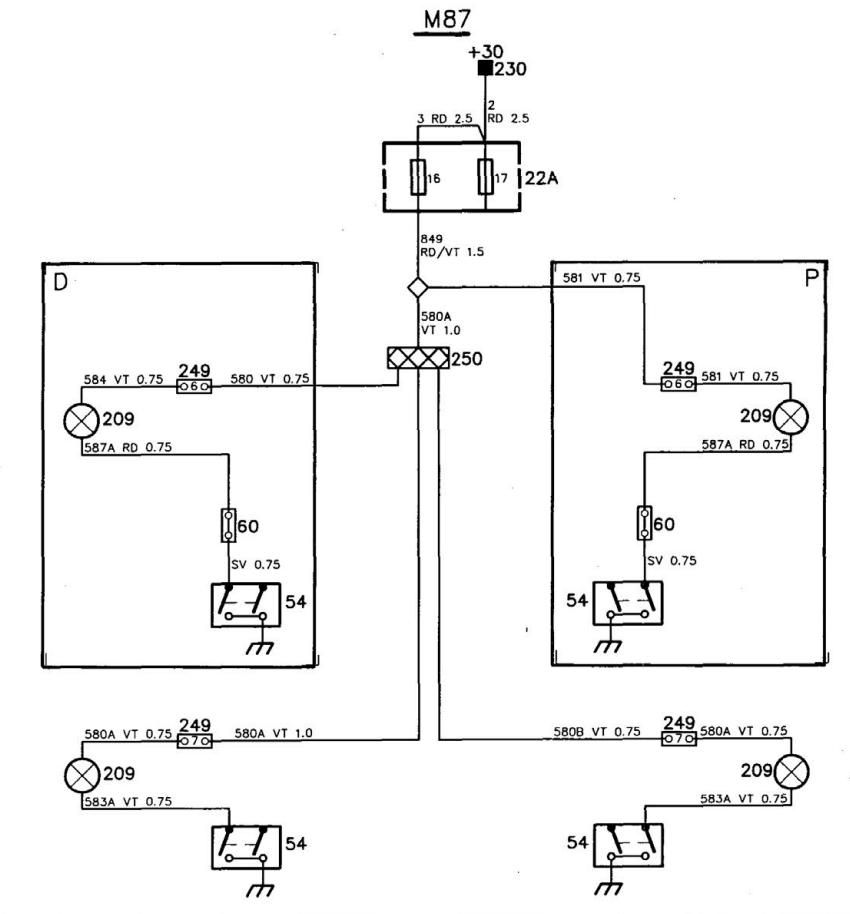 M87
+30
230
2
3 RD 2.5
RD 2.5
16
17
22A
849
RD/VT 1.5
D
P
581 VT 0.75
580A
VT 1.0
250
249
584 VT 0.75
6
580 VT 0.75
209
587A RD 0.75
60
SV 0.75
54
249
6
581 VT 0.75
209
587A RD 0.75
60
SV 0.75
54
249
580A VT 0.75
7
580A VT 1.0
209
583A VT 0.75
54
249
580B VT 0.75
7
580A VT 0.75
209
583A VT 0.75
54